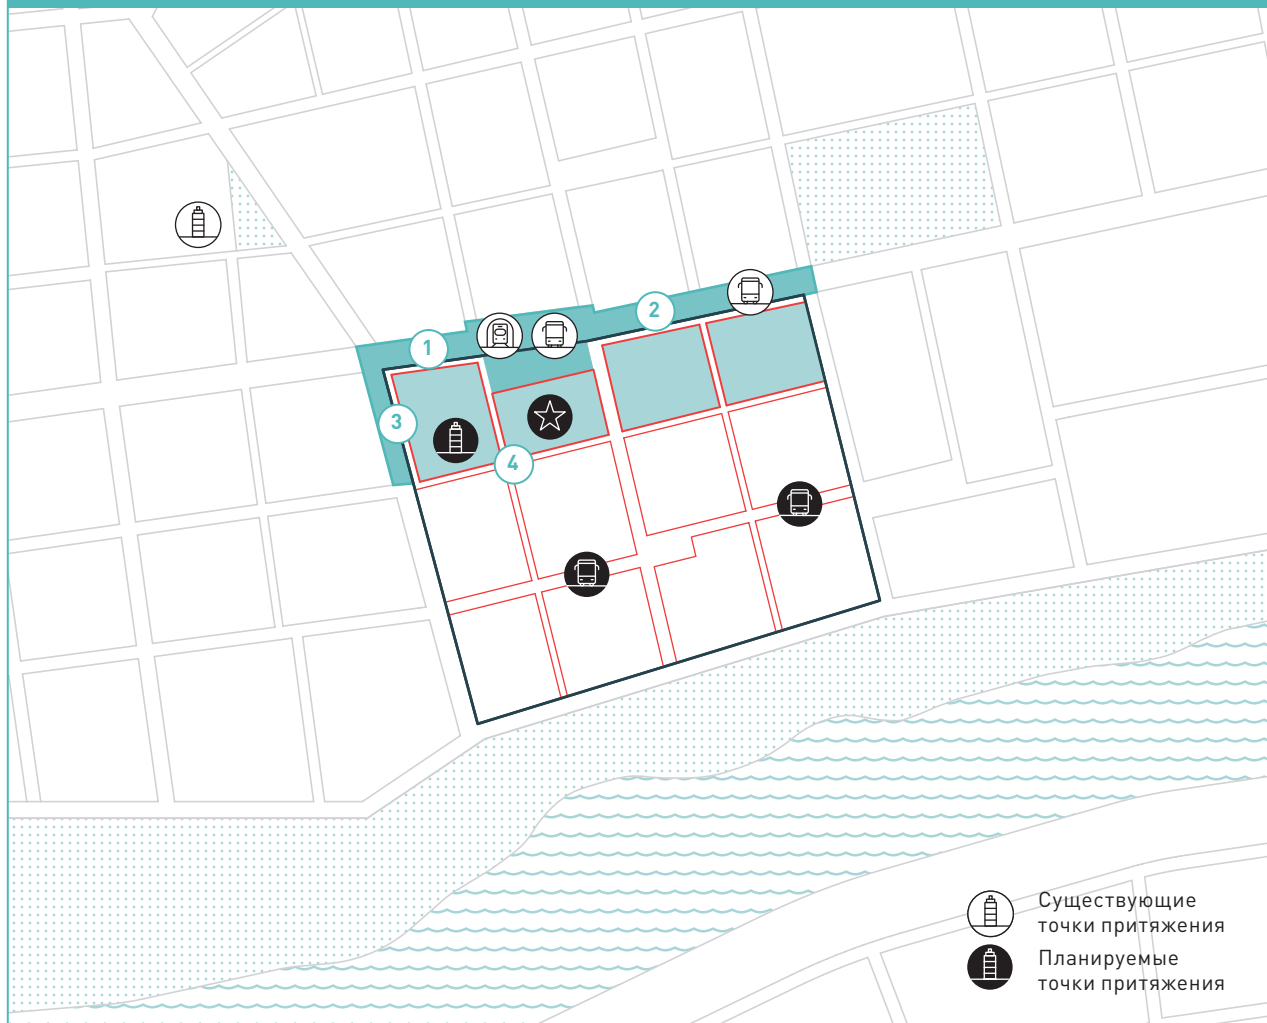 2
1
3
4
Существующие
точки притяжения
Планируемые
точки притяжения